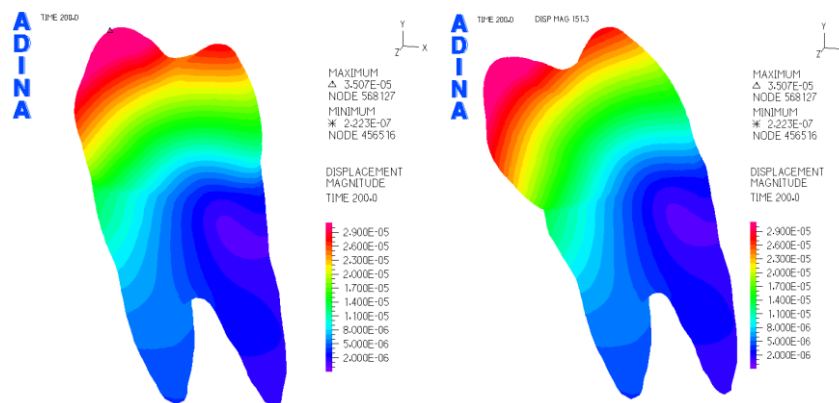 ADINA
TIME 200.0
Y
X
Z
MAXIMUM
△ 3.507E-05
NODE 568127
MINIMUM
* 2.223E-07
NODE 456516
DISPLACEMENT
MAGNITUDE
TIME 200.0
2.900E-05
2.600E-05
2.300E-05
2.000E-05
1.700E-05
1.400E-05
1.100E-05
8.000E-06
5.000E-06
2.000E-06
ADINA
TIME 200.0 DISP MAG 151.3
Y
X
Z
MAXIMUM
△ 3.507E-05
NODE 568127
MINIMUM
* 2.223E-07
NODE 456516
DISPLACEMENT
MAGNITUDE
TIME 200.0
2.900E-05
2.600E-05
2.300E-05
2.000E-05
1.700E-05
1.400E-05
1.100E-05
8.000E-06
5.000E-06
2.000E-06